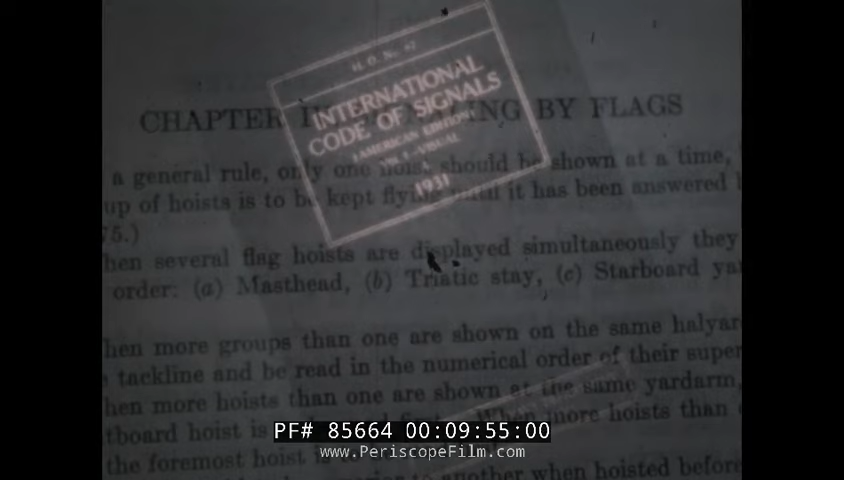 H. O. No. 87
INTERNATIONAL
CODE OF SIGNALS
AMERICAN EDITION
VOL. I - VISUAL
1931
CHAPTER SIGNALING BY FLAGS
a general rule, only one hoist should be shown at a time,
up of hoists is to be kept flying until it has been answered
75.)
hen several flag hoists are displayed simultaneously they
order: (a) Masthead, (b) Triatic stay, (c) Starboard ya
hen more groups than one are shown on the same halyar
tackline and be read in the numerical order of their super
hen more hoists than one are shown at the same yardarm,
tboard hoist is When more hoists than
the foremost hoist is
another when hoisted before
PF# 85664 00:09:55:00
www.PeriscopeFilm.com